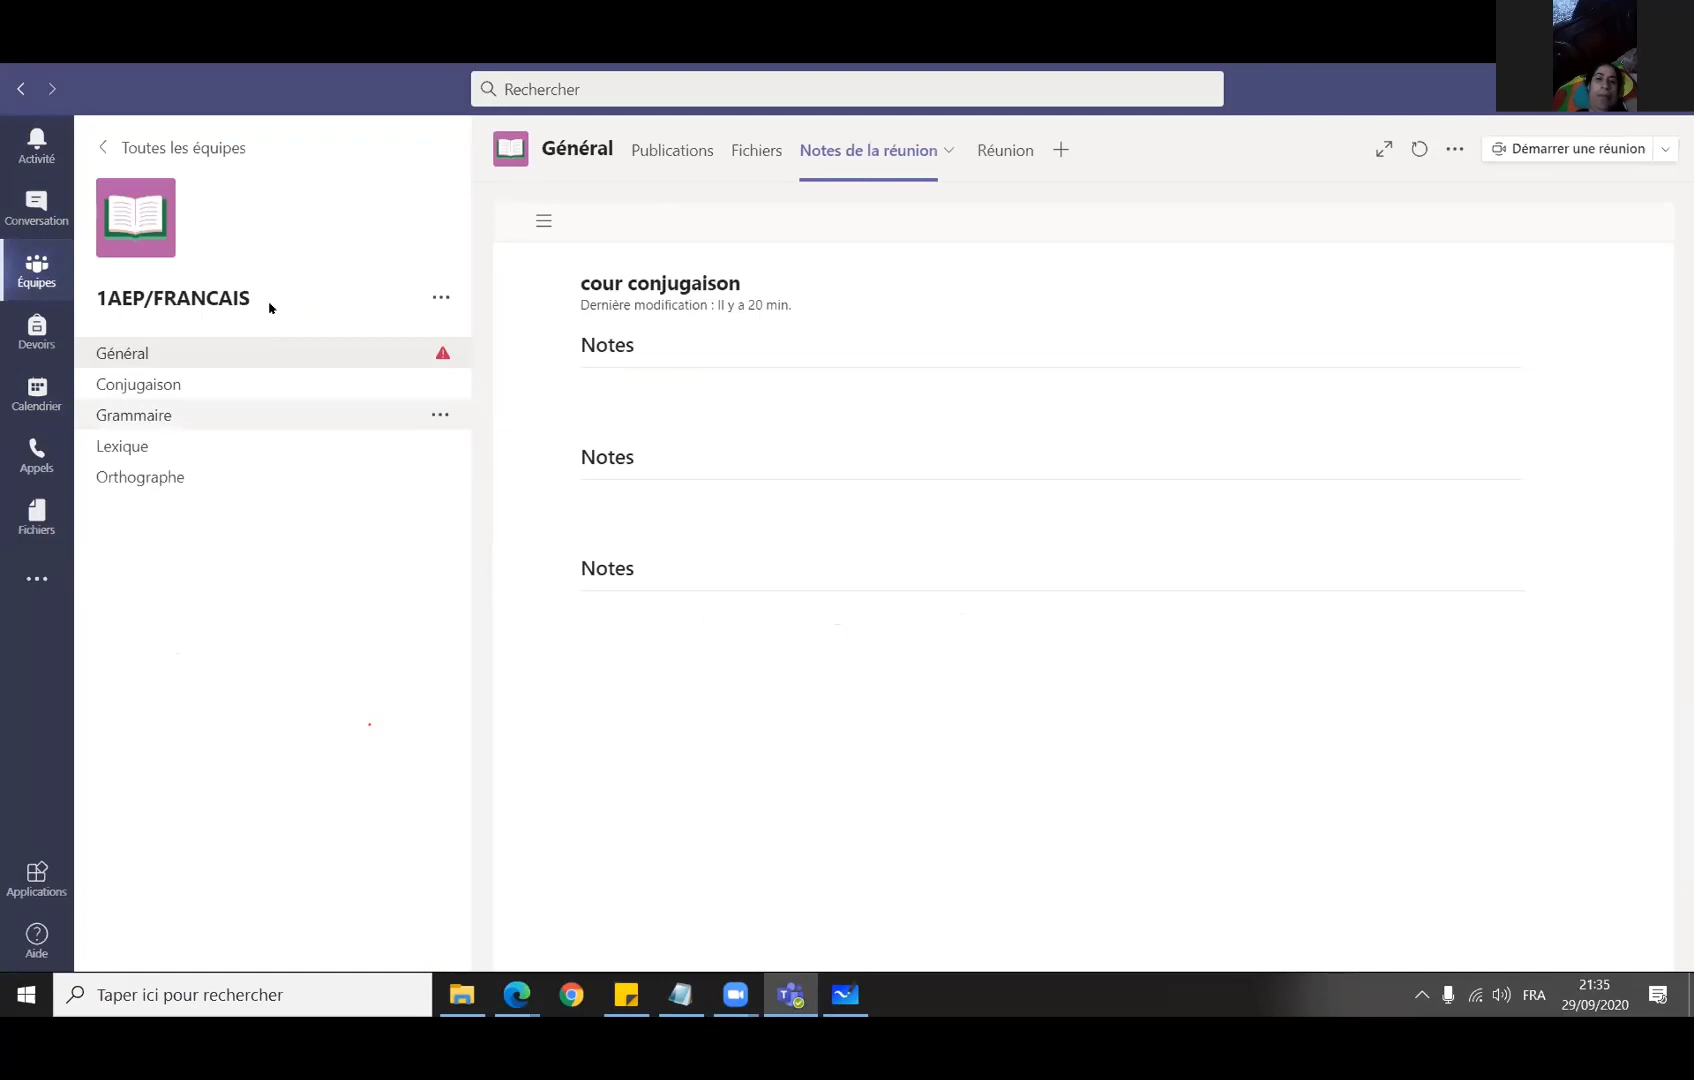 Rechercher
Activité
Conversation
Équipes
Devoirs
Calendrier
Appels
Fichiers
Applications
Aide
Toutes les équipes
1AEP/FRANCAIS
Général
Conjugaison
Grammaire
Lexique
Orthographe
Général Publications Fichiers Notes de la réunion Réunion
Démarrer une réunion
cour conjugaison
Dernière modification : Il y a 20 min.
Notes
Notes
Notes
Taper ici pour rechercher
FRA
21:35
29/09/2020